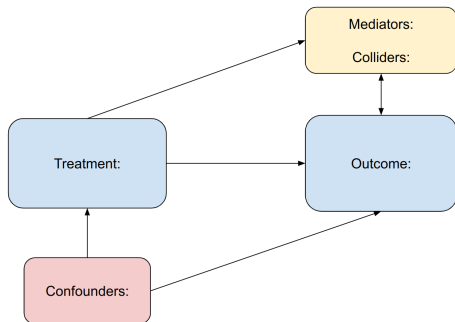 Mediators:
Colliders:
Treatment:
Outcome:
Confounders: